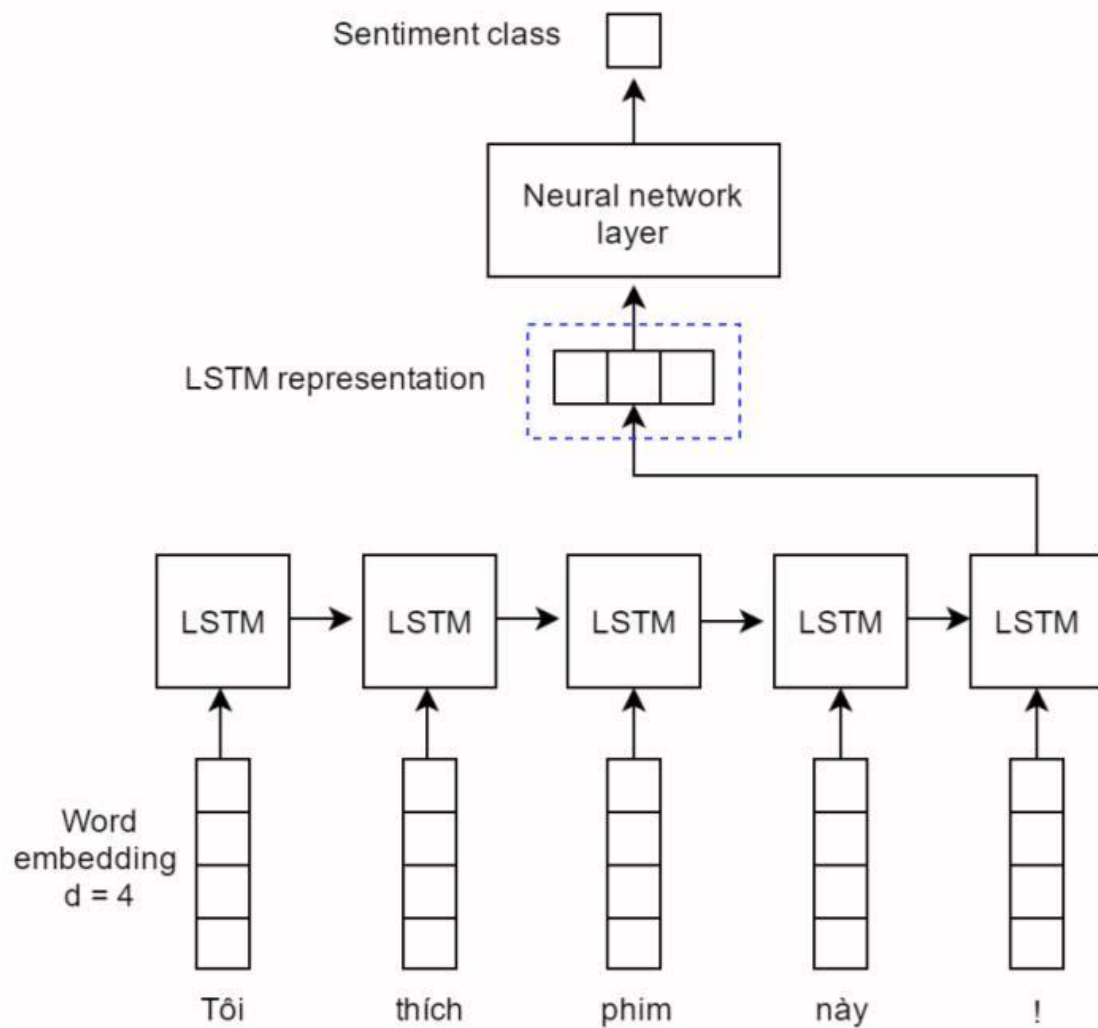 Sentiment class
Neural network
layer
LSTM representation
LSTM LSTM LSTM LSTM LSTM
Word
embedding
d = 4
Tôi thích phim này !